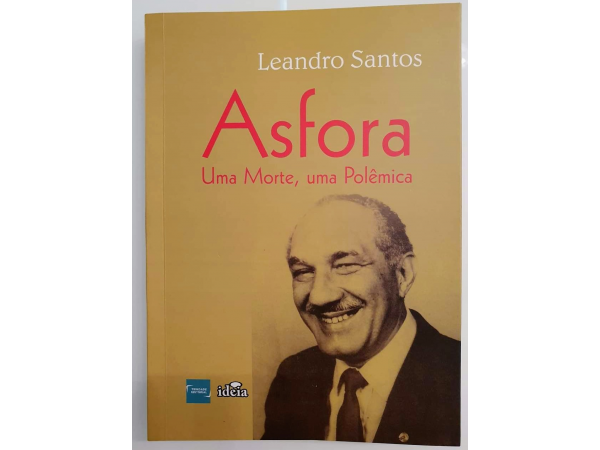 Leandro Santos
Asfora
Uma Morte, uma Polêmica
ideia